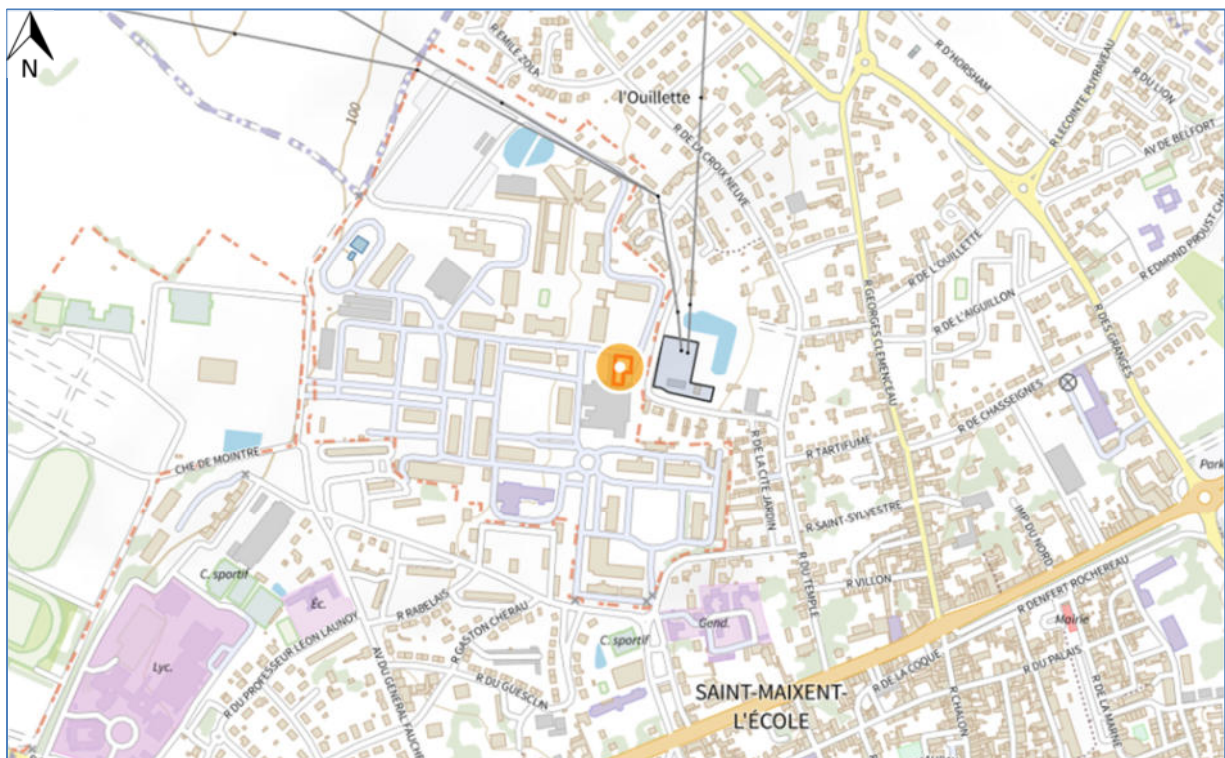 N
100
R EMILE ZOLA
l'Ouillette
R DE LA CROIX NEUVE
R D'HORSHAM
R LECONTE PUYRAVEAU
R DU LION
AV DE BELFORT
R EDMOND PROUST
R DE L'OUILLETTE
R DE L'AIGUILLON
R GEORGES CLEMENCEAU
R DES GRANGES
R DE CHASSEIGNES
R TARTIFUME
R DE LA CITE JARDIN
R SAINT-SYLVESTRE
IMP DU NORD
Park
CHE DE MOINTRE
C. sportif
Éc.
Lyc.
R RABELAIS
R GASTON CHERAU
R DU PROFESSEUR LEON LAUNOY
AV DU GENERAL FAUCHE
R DU GUESCLIN
C. sportif
Gend.
R DU TEMPLE
R VILLON
R DENFERT ROCHEREAU
Mairie
R DE LA COQUE
R DU PALAIS
R CHALON
R DE LA MARNE
SAINT-MAIXENT-
L'ÉCOLE